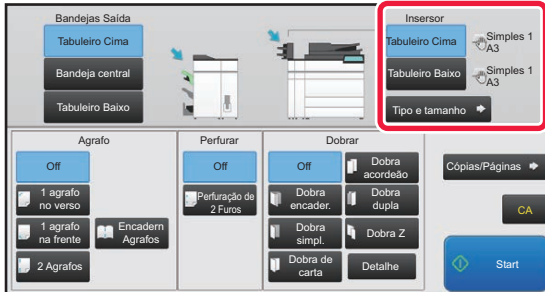 Bandejas Saída
Tabuleiro Cima
Bandeja central
Tabuleiro Baixo
Insersor
Tabuleiro Cima
Simples 1
A3
Tabuleiro Baixo
Simples 1
A3
Tipo e tamanho
Agrafo
Off
1 agrafo
no verso
1 agrafo
na frente
Encadern
Agrafos
2 Agrafos
Perfurar
Off
Perfuração de
2 Furos
Dobrar
Off
Dobra
acordeão
Dobra
encader.
Dobra
dupla
Dobra
simpl.
Dobra Z
Dobra de
carta
Detalhe
Cópias/Páginas
CA
Start